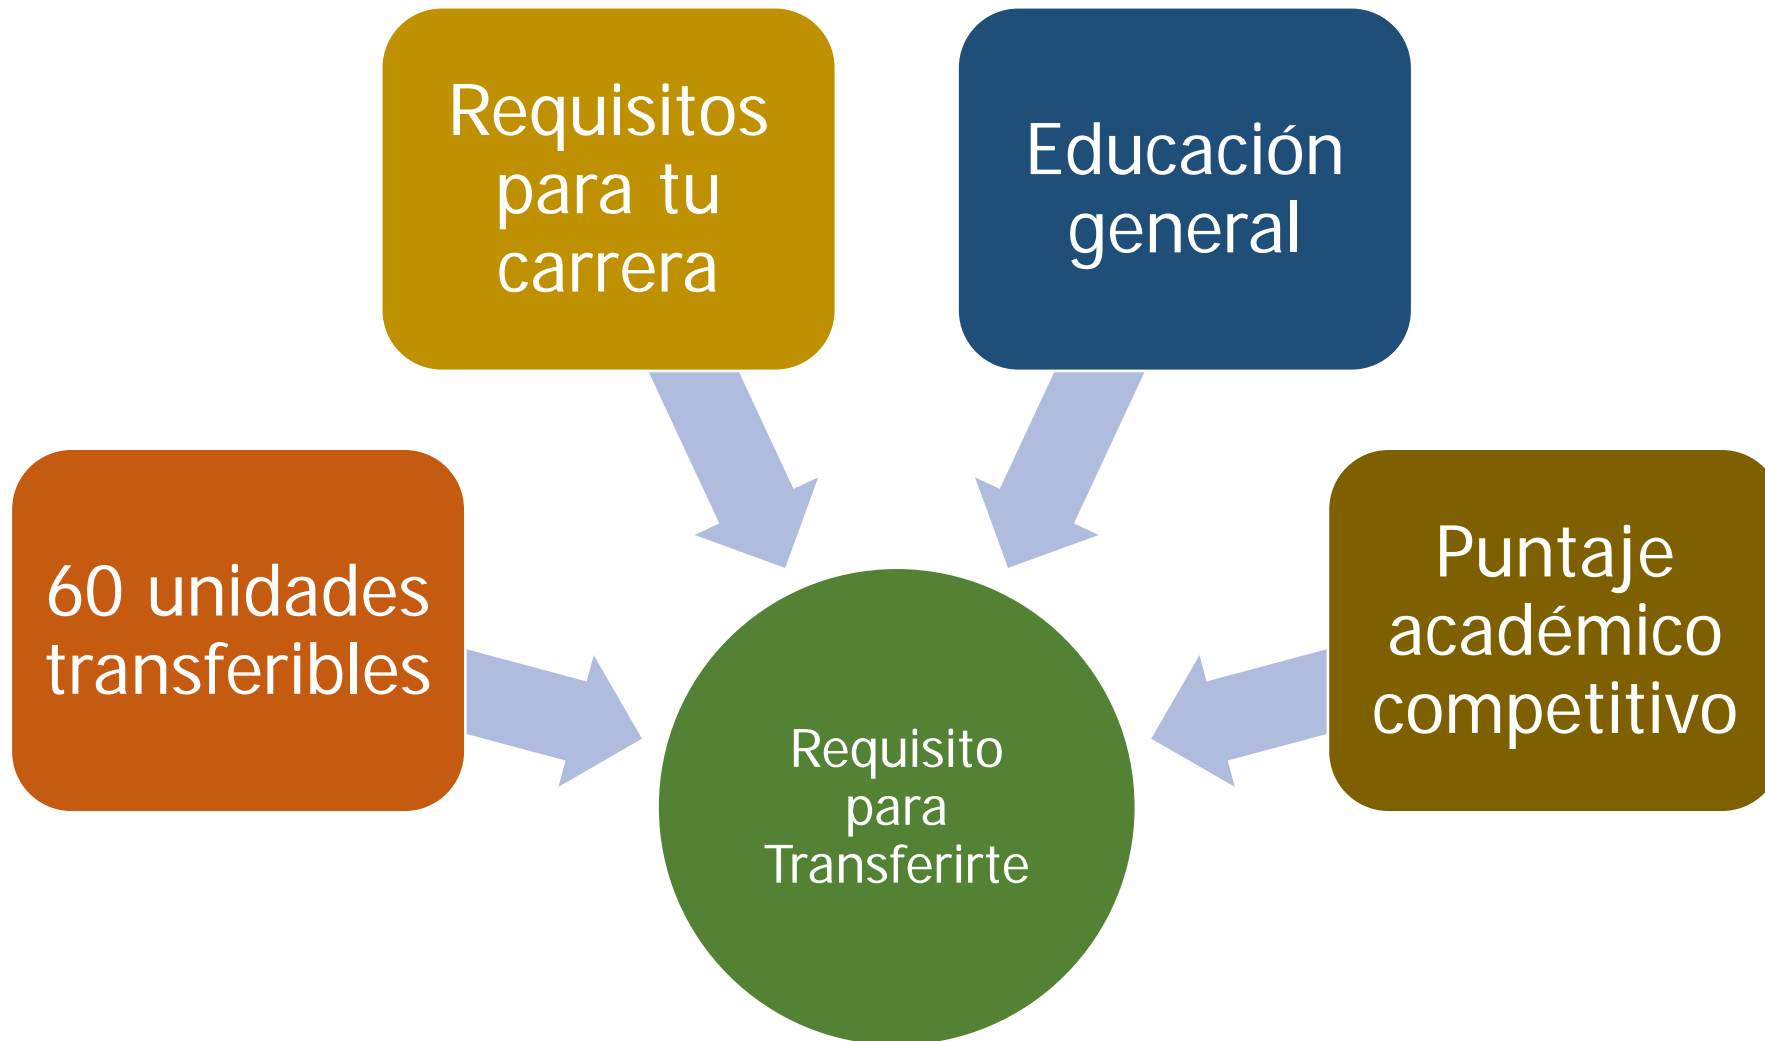 Requisitos
para tu
carrera
Educación
general
60 unidades
transferibles
Puntaje
académico
competitivo
Requisito
para
Transferirte